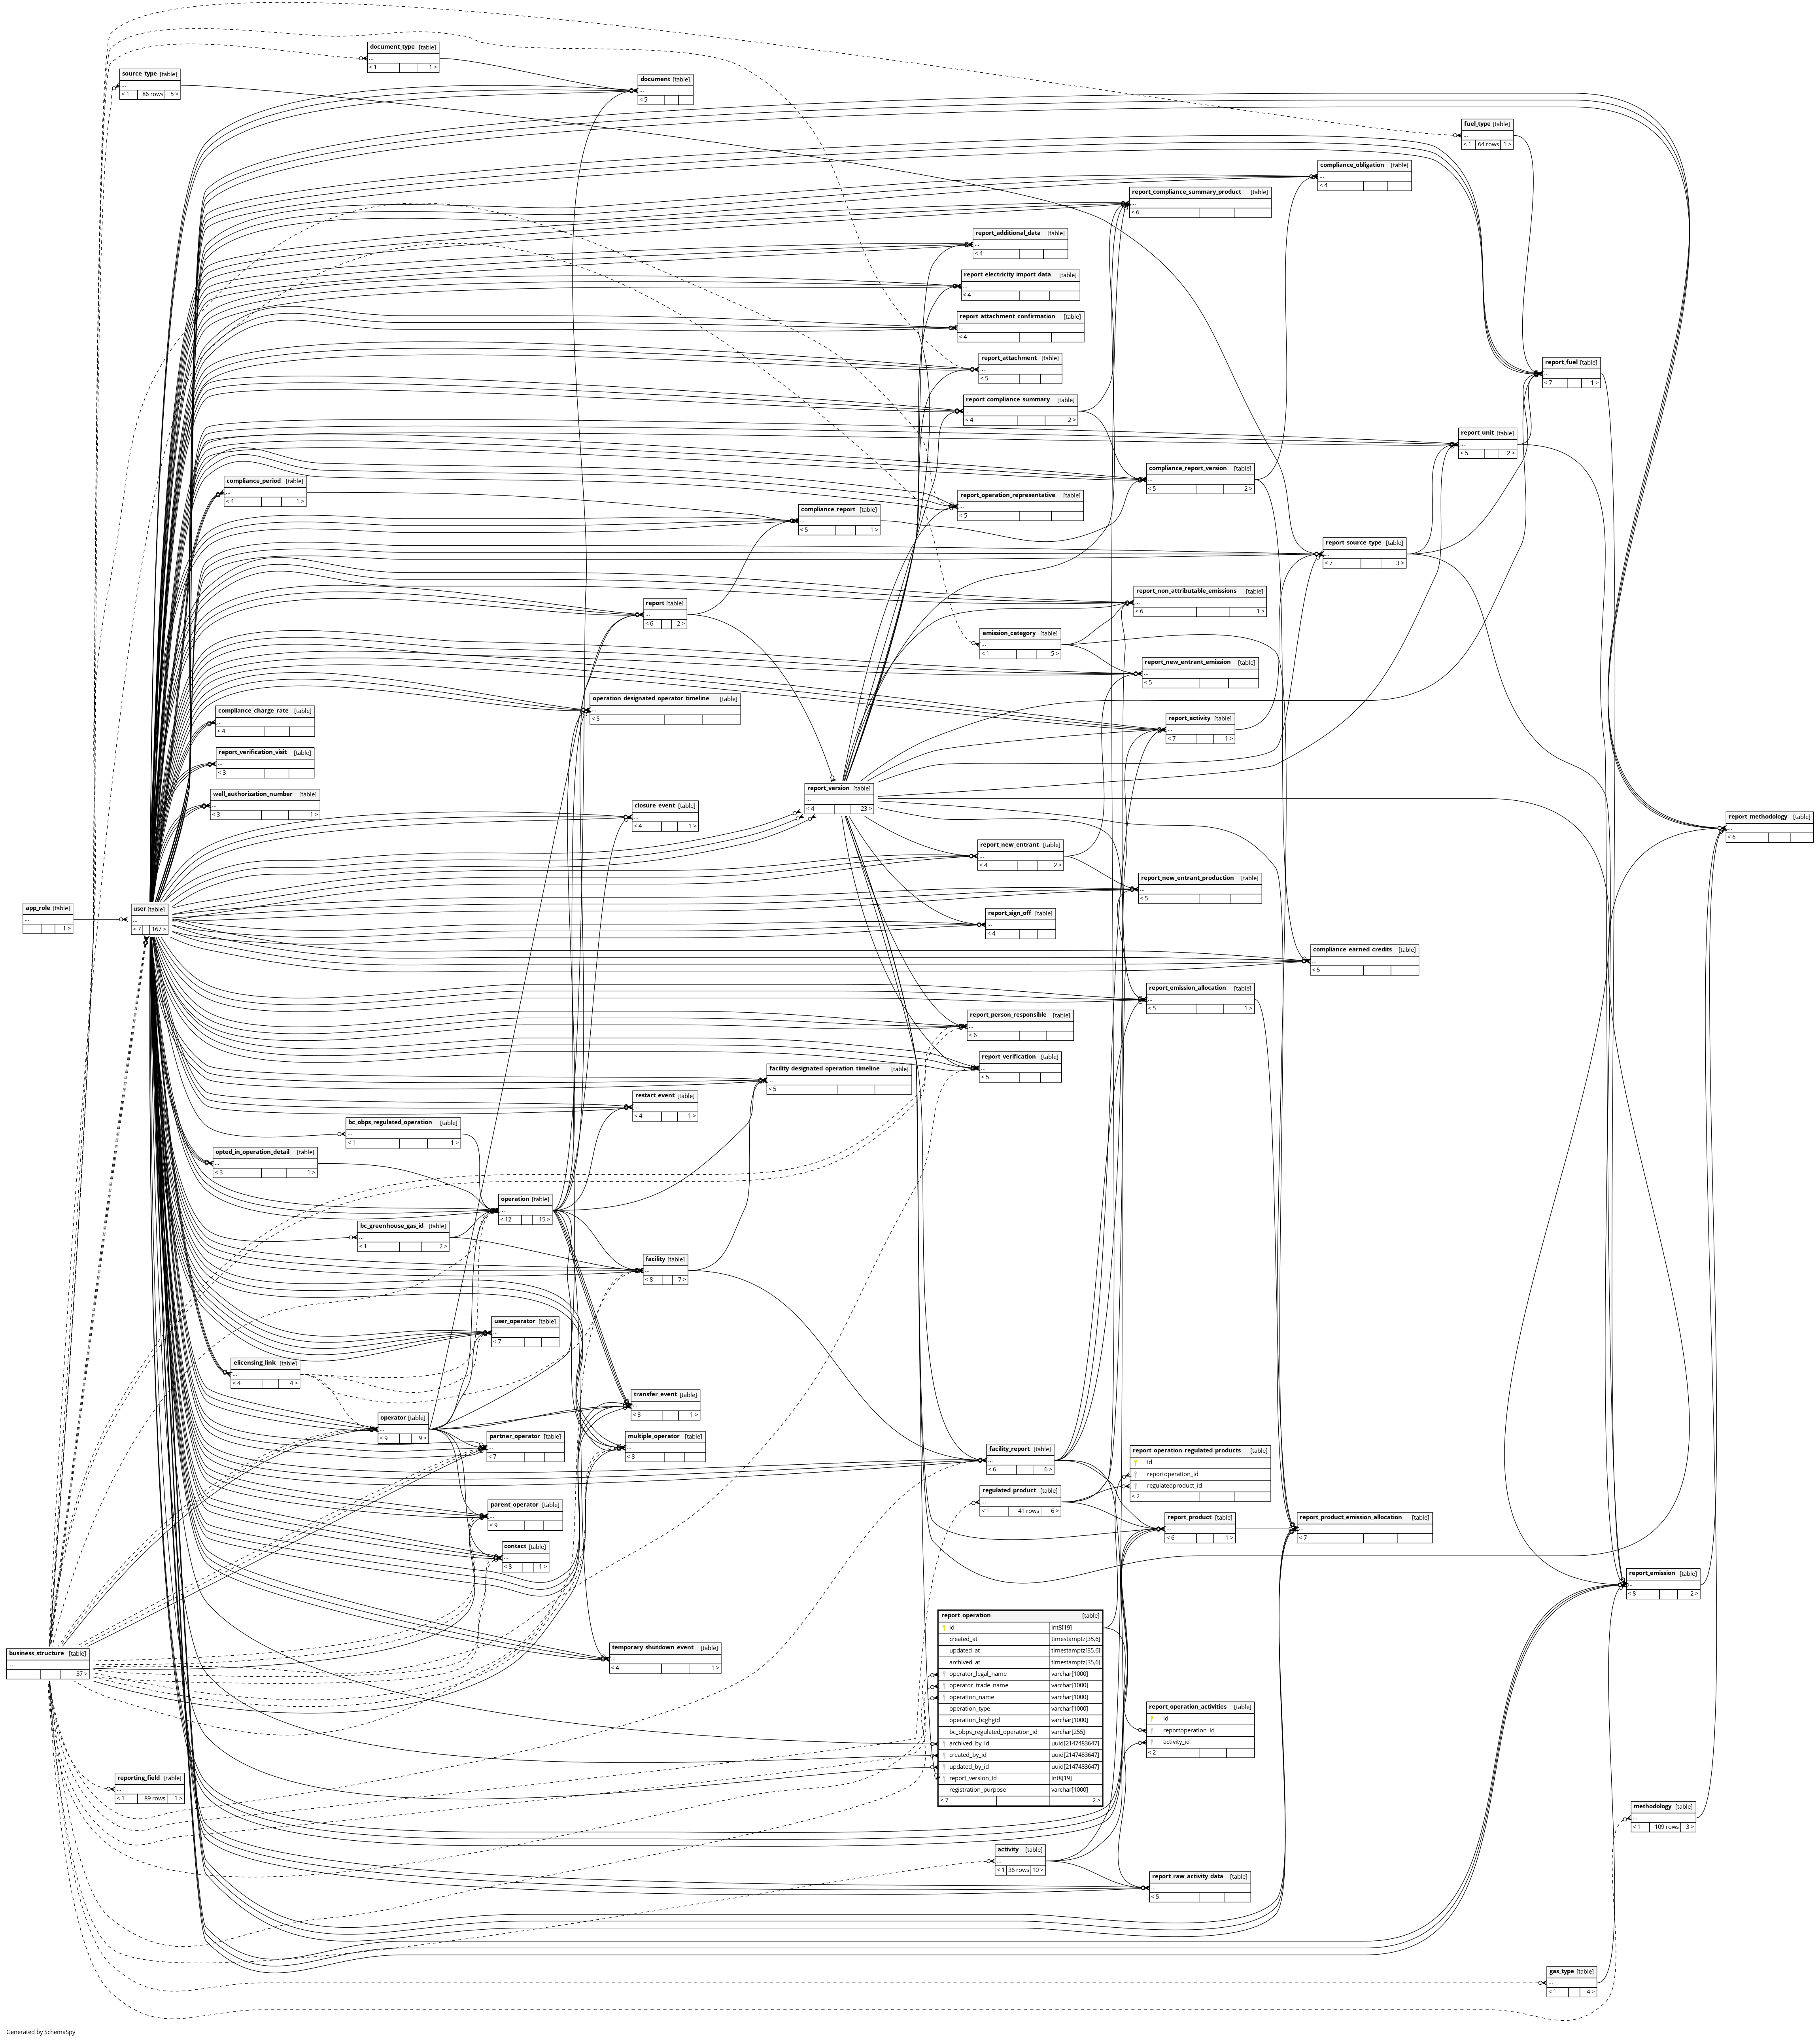 document_type [table]
...
< 1 1 >
source_type [table]
...
< 1 86 rows 5 >
document [table]
...
< 5
fuel_type [table]
...
< 1 64 rows 1 >
compliance_obligation [table]
...
< 4
report_compliance_summary_product [table]
...
< 6
report_additional_data [table]
...
< 4
report_electricity_import_data [table]
...
< 4
report_attachment_confirmation [table]
...
< 4
report_attachment [table]
...
< 5
report_fuel [table]
...
< 7 1 >
report_compliance_summary [table]
...
< 4 2 >
report_unit [table]
...
< 5 2 >
compliance_report_version [table]
...
< 5 2 >
compliance_period [table]
...
< 4 1 >
report_operation_representative [table]
...
< 5
compliance_report [table]
...
< 5 1 >
report_source_type [table]
...
< 7 3 >
report_non_attributable_emissions [table]
...
< 6 1 >
report [table]
...
< 6 2 >
emission_category [table]
...
< 1 5 >
report_new_entrant_emission [table]
...
< 5
operation_designated_operator_timeline [table]
...
< 5
compliance_charge_rate [table]
...
< 4
report_activity [table]
...
< 7 1 >
report_verification_visit [table]
...
< 3
report_version [table]
...
< 4 23 >
well_authorization_number [table]
...
< 3 1 >
closure_event [table]
...
< 4 1 >
report_methodology [table]
...
< 6
report_new_entrant [table]
...
< 4 2 >
report_new_entrant_production [table]
...
< 5
app_role [table]
...
1 >
user [table]
...
< 7 167 >
report_sign_off [table]
...
< 4
compliance_earned_credits [table]
...
< 5
report_emission_allocation [table]
...
< 5 1 >
report_person_responsible [table]
...
< 6
report_verification [table]
...
< 5
facility_designated_operation_timeline [table]
...
< 5
restart_event [table]
...
< 4 1 >
bc_obps_regulated_operation [table]
...
< 1 1 >
opted_in_operation_detail [table]
...
< 3 1 >
operation [table]
...
< 12 15 >
bc_greenhouse_gas_id [table]
...
< 1 2 >
facility [table]
...
< 8 7 >
user_operator [table]
...
< 7
elicensing_link [table]
...
< 4 4 >
transfer_event [table]
...
< 8 1 >
operator [table]
...
< 9 9 >
partner_operator [table]
...
< 7
multiple_operator [table]
...
< 8
facility_report [table]
...
< 6 6 >
report_operation_regulated_products [table]
id
reportoperation_id
regulatedproduct_id
< 2
regulated_product [table]
...
< 1 41 rows 6 >
parent_operator [table]
...
< 9
report_product [table]
...
< 6 1 >
report_product_emission_allocation [table]
...
< 7
contact [table]
...
< 8 1 >
report_emission [table]
...
< 8 2 >
report_operation [table]
id int8[19]
created_at timestamptz[35,6]
updated_at timestamptz[35,6]
archived_at timestamptz[35,6]
operator_legal_name varchar[1000]
operator_trade_name varchar[1000]
operation_name varchar[1000]
operation_type varchar[1000]
operation_bcghgid varchar[1000]
bc_obps_regulated_operation_id varchar[255]
archived_by_id uuid[2147483647]
created_by_id uuid[2147483647]
updated_by_id uuid[2147483647]
report_version_id int8[19]
registration_purpose varchar[1000]
< 7 2 >
temporary_shutdown_event [table]
...
< 4 1 >
business_structure [table]
...
37 >
report_operation_activities [table]
id
reportoperation_id
activity_id
< 2
reporting_field [table]
...
< 1 89 rows 1 >
methodology [table]
...
< 1 109 rows 3 >
activity [table]
...
< 1 36 rows 10 >
report_raw_activity_data [table]
...
< 5
gas_type [table]
...
< 1 4 >
Generated by SchemaSpy